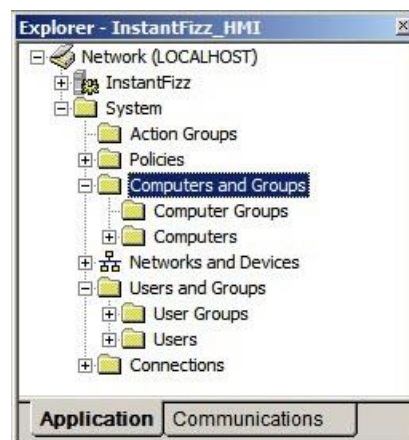 Explorer - InstantFizz_HMI
Network (LOCALHOST)
InstantFizz
System
Action Groups
Policies
Computers and Groups
Computer Groups
Computers
Networks and Devices
Users and Groups
User Groups
Users
Connections
Application Communications